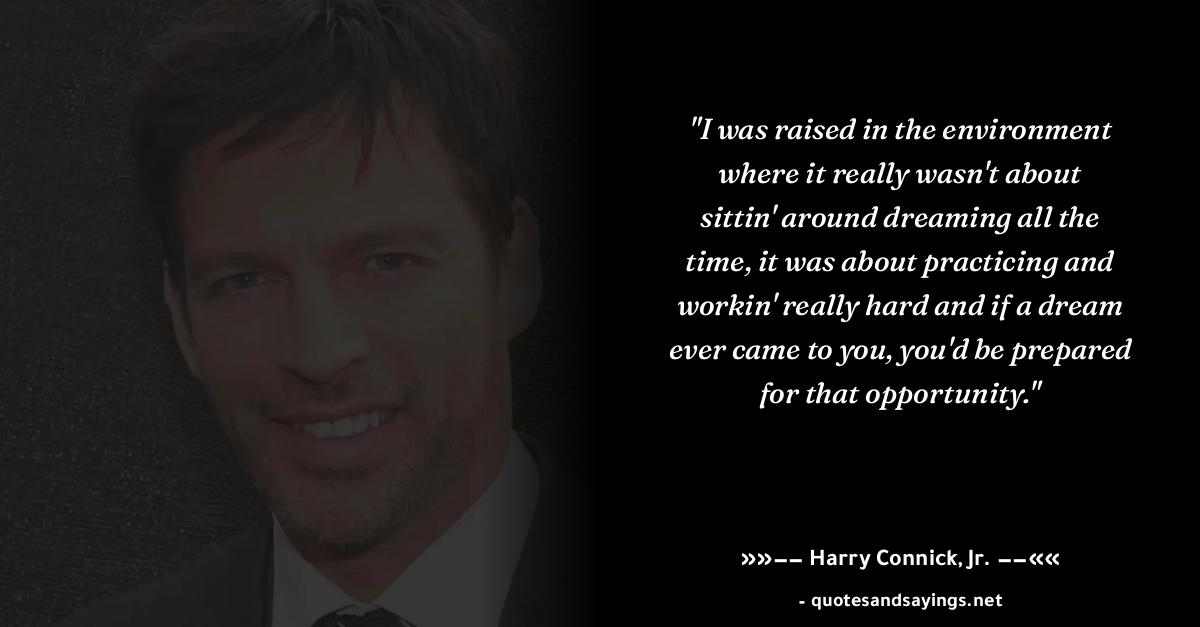 "I was raised in the environment
where it really wasn't about
sittin' around dreaming all the
time, it was about practicing and
workin' really hard and if a dream
ever came to you, you'd be prepared
for that opportunity."
»»–– Harry Connick, Jr. ––««
- quotesandsayings.net